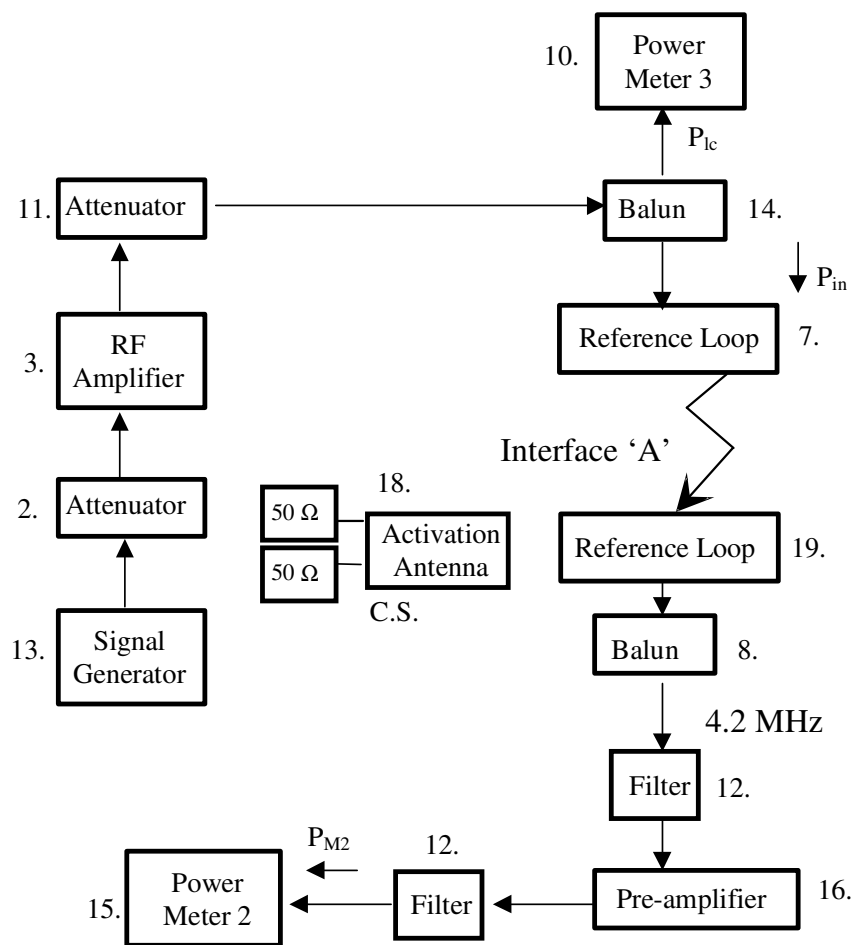 10.
Power
Meter 3
P_lc
11.
Attenuator
Balun
14.
P_in
3.
RF
Amplifier
Reference Loop
7.
Interface ‘A’
2.
Attenuator
18.
50 Ω
50 Ω
Activation
Antenna
C.S.
Reference Loop
19.
13.
Signal
Generator
Balun
8.
4.2 MHz
Filter
12.
P_M2
15.
Power
Meter 2
12.
Filter
Pre-amplifier
16.